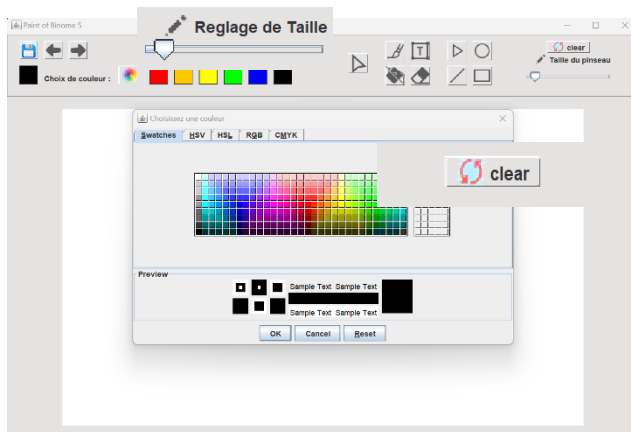 Paint of Binome 5
Reglage de Taille
clear
Taille du pinseau
Choix de couleur :
T
Choisissez une couleur
Swatches HSV HSL RGB CMYK
clear
Preview
Sample Text Sample Text
Sample Text Sample Text
OK Cancel Reset